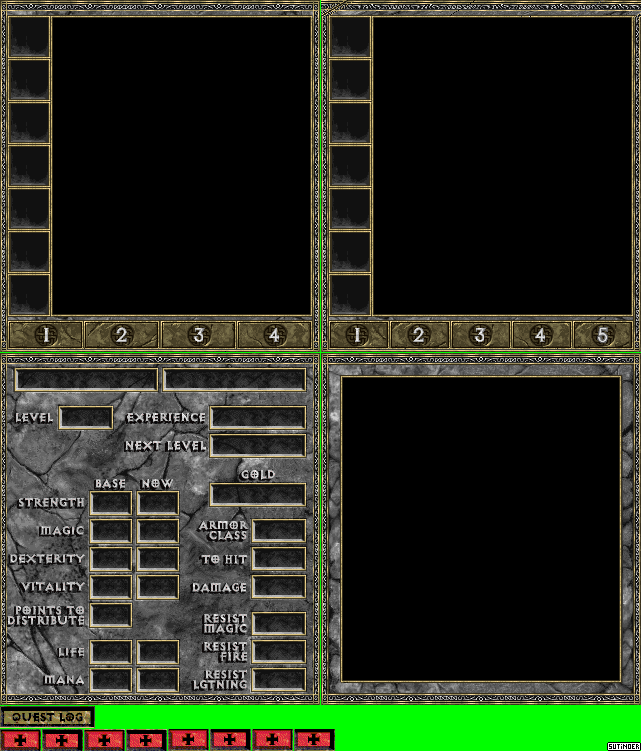 1 2 3 4
1 2 3 4 5
LEVEL
EXPERIENCE
NEXT LEVEL
GOLD
BASE NOW
STRENGTH
MAGIC
DEXTERITY
VITALITY
POINTS TO
DISTRIBUTE
LIFE
MANA
ARMOR
CLASS
TO HIT
DAMAGE
RESIST
MAGIC
RESIST
FIRE
RESIST
LGTNING
QUEST LOG
SUTINDER